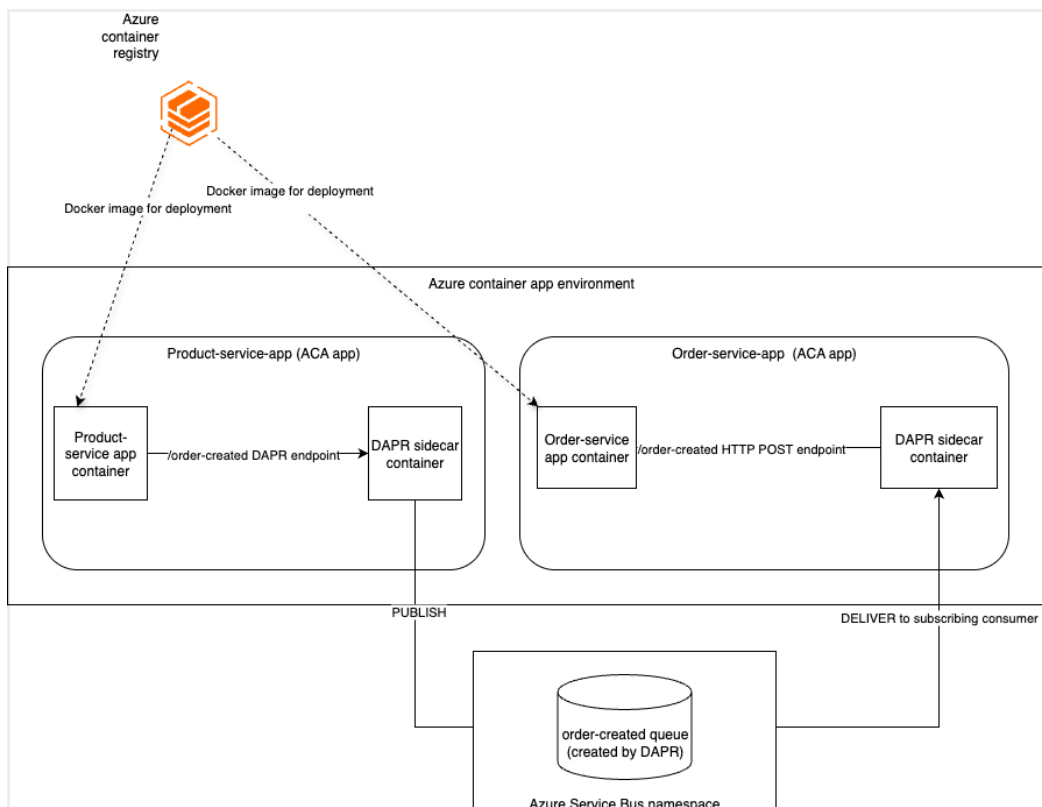 Azure
container
registry
Docker image for deployment
Docker image for deployment
Azure container app environment
Product-service-app (ACA app)
Order-service-app (ACA app)
Product-
service app
container
/order-created DAPR endpoint
DAPR sidecar
container
Order-service
app container
/order-created HTTP POST endpoint
DAPR sidecar
container
PUBLISH
DELIVER to subscribing consumer
order-created queue
(created by DAPR)
Azure Service Bus namespace